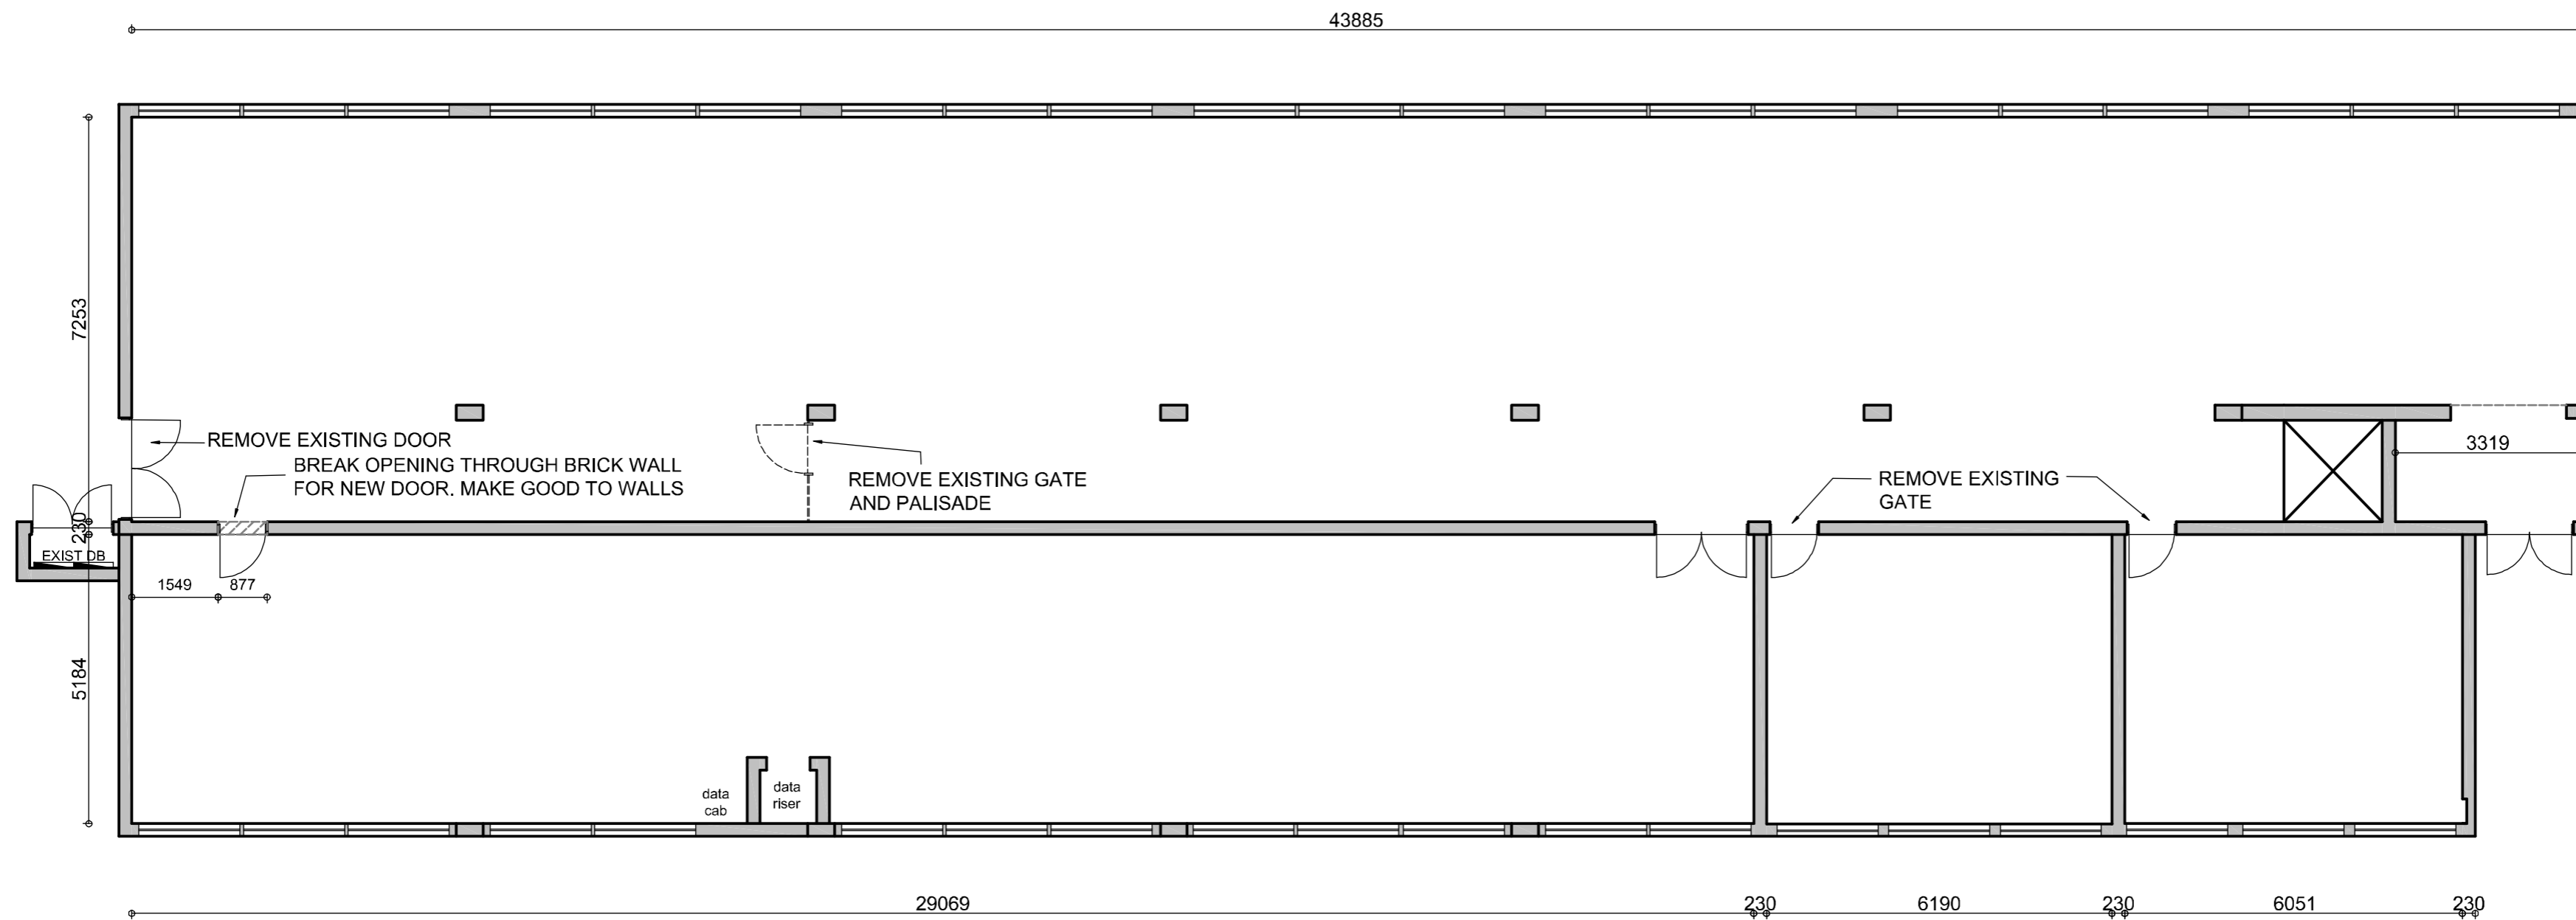 43885
7253
REMOVE EXISTING DOOR
BREAK OPENING THROUGH BRICK WALL
FOR NEW DOOR. MAKE GOOD TO WALLS
REMOVE EXISTING GATE
AND PALISADE
REMOVE EXISTING
GATE
3319
230
EXIST DB
1549
877
5184
data
cab
data
riser
29069
230
6190
230
6051
230